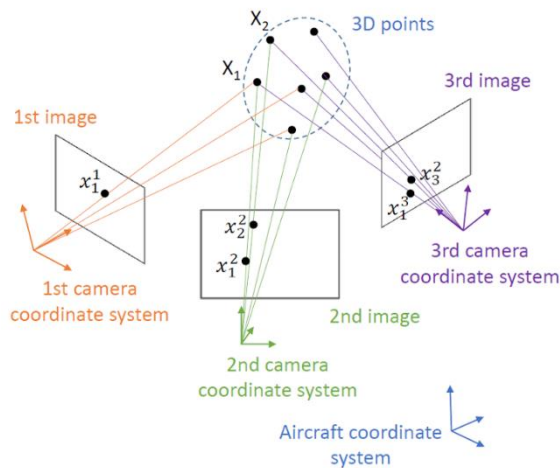 X₂
3D points
X₁
3rd image
1st image
x₁¹
x₃²
x₁³
x₂²
x₁²
3rd camera
coordinate system
1st camera
coordinate system
2nd image
2nd camera
coordinate system
Aircraft coordinate
system